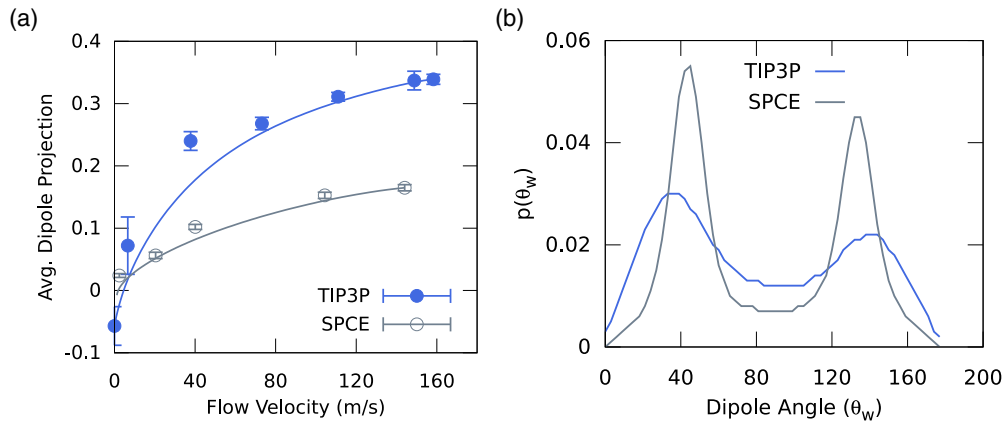 (a)
Avg. Dipole Projection
0.4
0.3
0.2
0.1
0
-0.1
TIP3P
SPCE
0 40 80 120 160
Flow Velocity (m/s)
(b)
p(θw)
0.06
0.04
0.02
0
TIP3P
SPCE
0 40 80 120 160 200
Dipole Angle (θw)